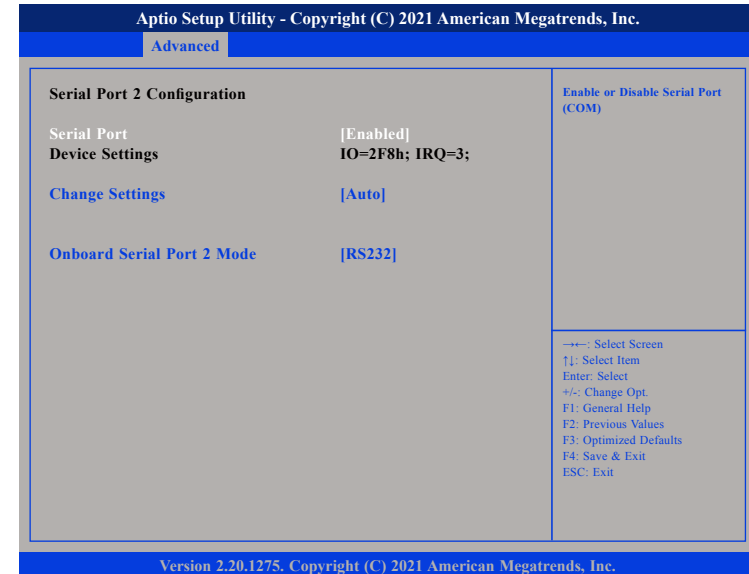 Aptio Setup Utility - Copyright (C) 2021 American Megatrends, Inc.
Advanced
Serial Port 2 Configuration
Serial Port [Enabled]
Device Settings IO=2F8h; IRQ=3;
Change Settings [Auto]
Onboard Serial Port 2 Mode [RS232]
Enable or Disable Serial Port
(COM)
→←: Select Screen
↑↓: Select Item
Enter: Select
+/-: Change Opt.
F1: General Help
F2: Previous Values
F3: Optimized Defaults
F4: Save & Exit
ESC: Exit
Version 2.20.1275. Copyright (C) 2021 American Megatrends, Inc.